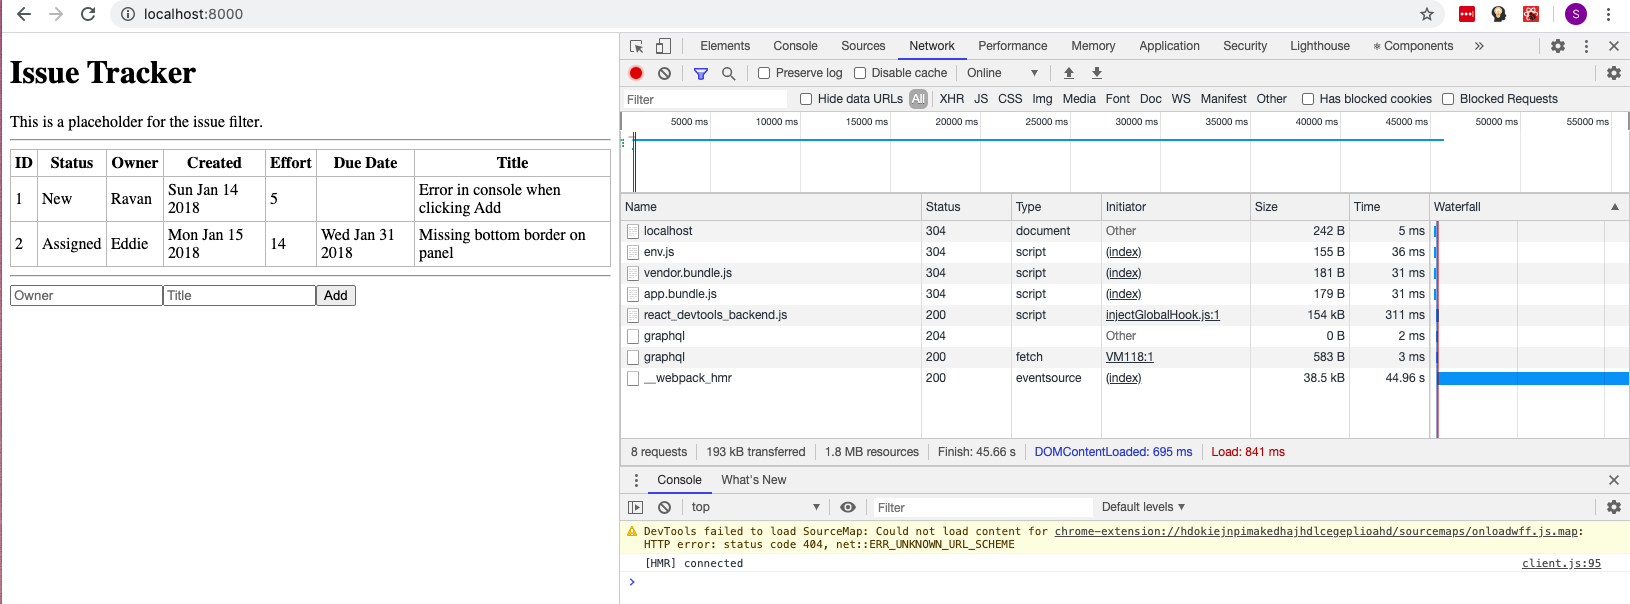 localhost:8000
S
Issue Tracker
This is a placeholder for the issue filter.
ID Status Owner Created Effort Due Date Title
1 New Ravan Sun Jan 14 2018 5 Error in console when clicking Add
2 Assigned Eddie Mon Jan 15 2018 14 Wed Jan 31 2018 Missing bottom border on panel
Owner Title Add
Elements Console Sources Network Performance Memory Application Security Lighthouse Components »
Preserve log Disable cache Online
Filter Hide data URLs All XHR JS CSS Img Media Font Doc WS Manifest Other Has blocked cookies Blocked Requests
5000 ms 10000 ms 15000 ms 20000 ms 25000 ms 30000 ms 35000 ms 40000 ms 45000 ms 50000 ms 55000 ms
Name Status Type Initiator Size Time Waterfall
localhost 304 document Other 242 B 5 ms
env.js 304 script (index) 155 B 36 ms
vendor.bundle.js 304 script (index) 181 B 31 ms
app.bundle.js 304 script (index) 179 B 31 ms
react_devtools_backend.js 200 script injectGlobalHook.js:1 154 kB 311 ms
graphql 204 Other 0 B 2 ms
graphql 200 fetch VM118:1 583 B 3 ms
__webpack_hmr 200 eventsource (index) 38.5 kB 44.96 s
8 requests 193 kB transferred 1.8 MB resources Finish: 45.66 s DOMContentLoaded: 695 ms Load: 841 ms
Console What's New
top Filter Default levels
DevTools failed to load SourceMap: Could not load content for chrome-extension://hdokiejnpimakedhajhdlcegeplioahd/sourcemaps/onloadwff.js.map:
HTTP error: status code 404, net::ERR_UNKNOWN_URL_SCHEME
[HMR] connected client.js:95